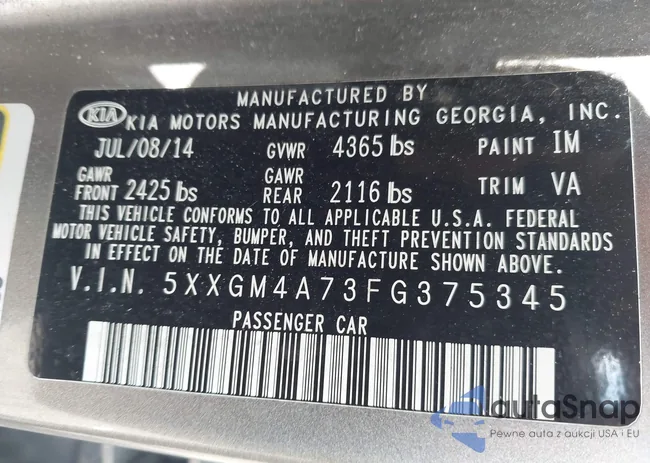 MANUFACTURED BY
KIA KIA MOTORS MANUFACTURING GEORGIA, INC.
JUL/08/14 GVWR 4365 lbs PAINT IM
GAWR FRONT 2425 lbs GAWR REAR 2116 lbs TRIM VA
THIS VEHICLE CONFORMS TO ALL APPLICABLE U.S.A. FEDERAL
MOTOR VEHICLE SAFETY, BUMPER, AND THEFT PREVENTION STANDARDS
IN EFFECT ON THE DATE OF MANUFACTURE SHOWN ABOVE.
V.I.N. 5XXGM4A73FG375345
PASSENGER CAR
autoSnap
Pewne auta z aukcji USA i EU